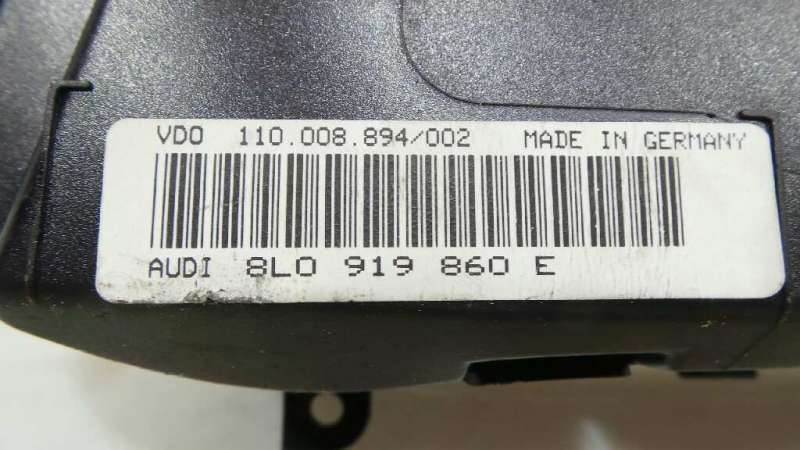 VDO 110.008.894/002 MADE IN GERMANY
AUDI 8L0 919 860 E